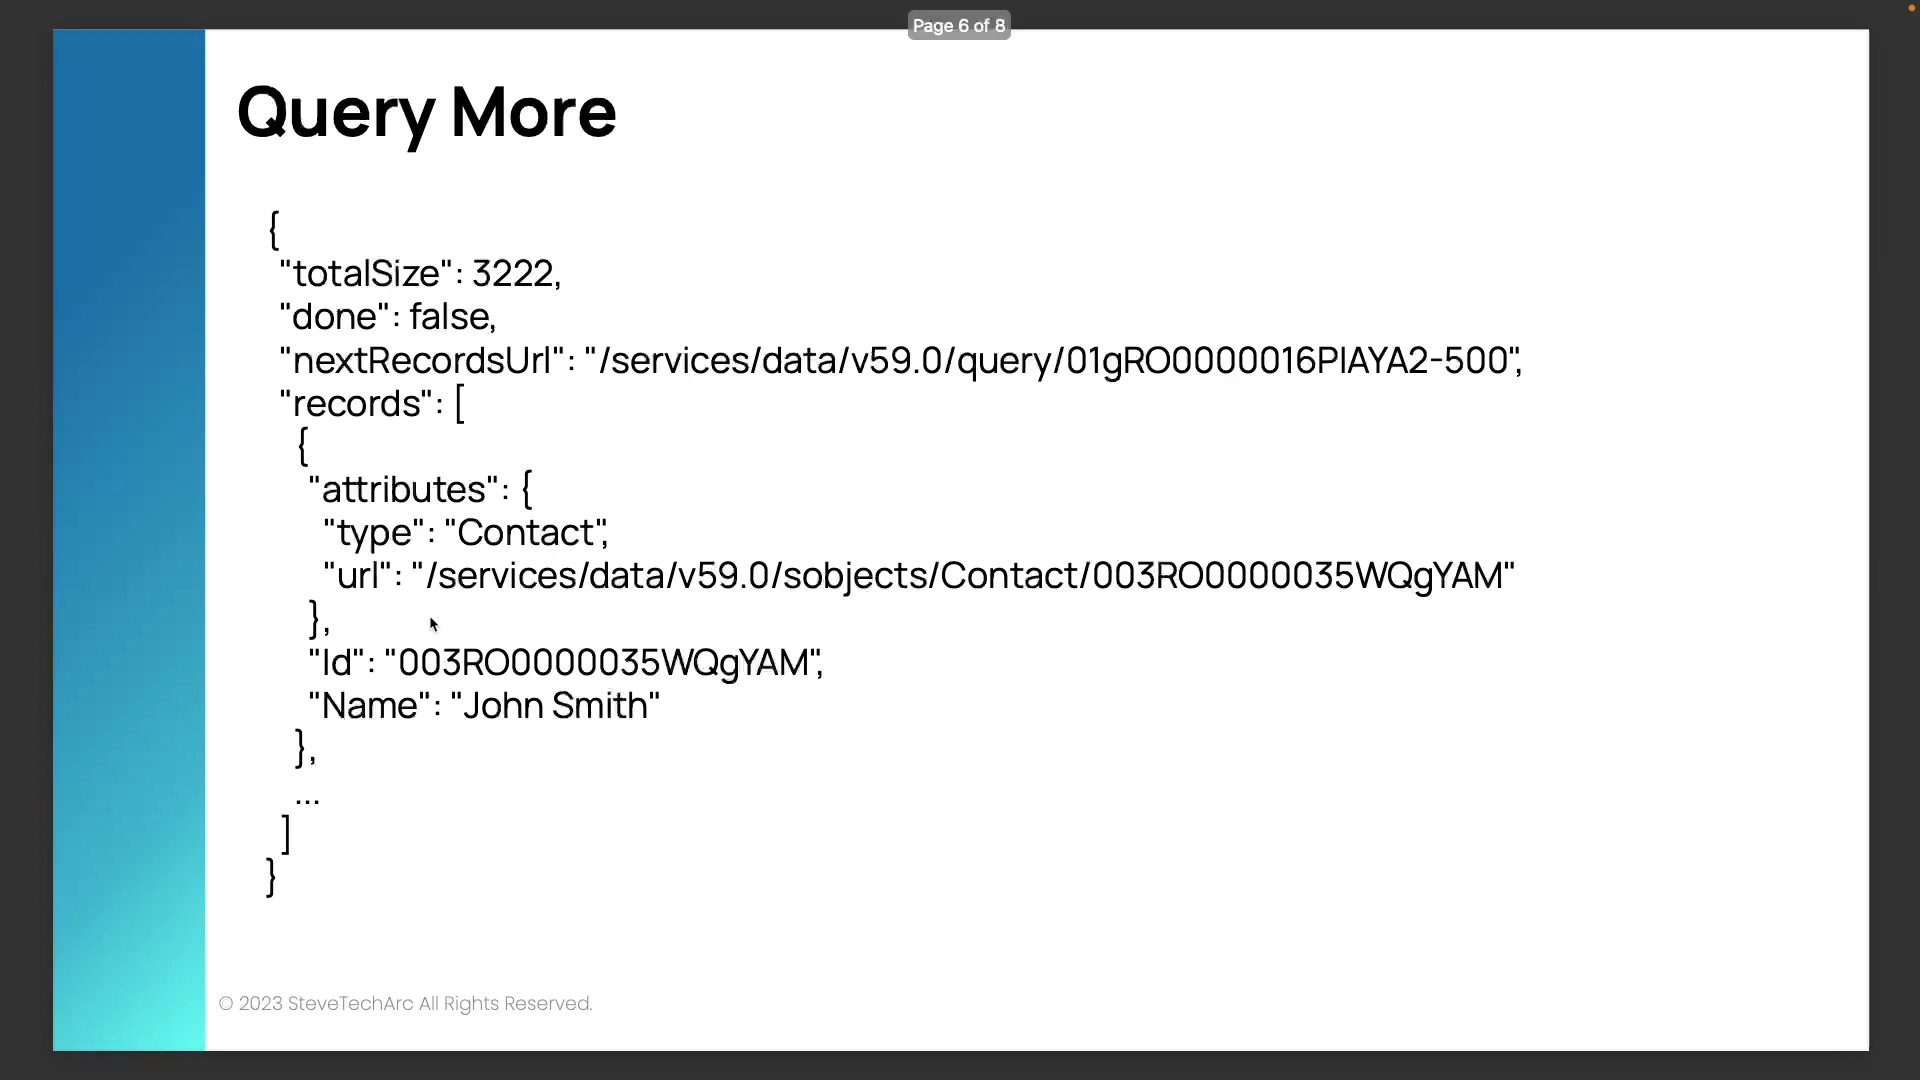 Page 6 of 8
Query More
{
"totalSize": 3222,
"done": false,
"nextRecordsUrl": "/services/data/v59.0/query/01gRO0000016PIAYA2-500",
"records": [
{
"attributes": {
"type": "Contact",
"url": "/services/data/v59.0/sobjects/Contact/003RO0000035WQgYAM"
},
"Id": "003RO0000035WQgYAM",
"Name": "John Smith"
},
...
]
}
© 2023 SteveTechArc All Rights Reserved.